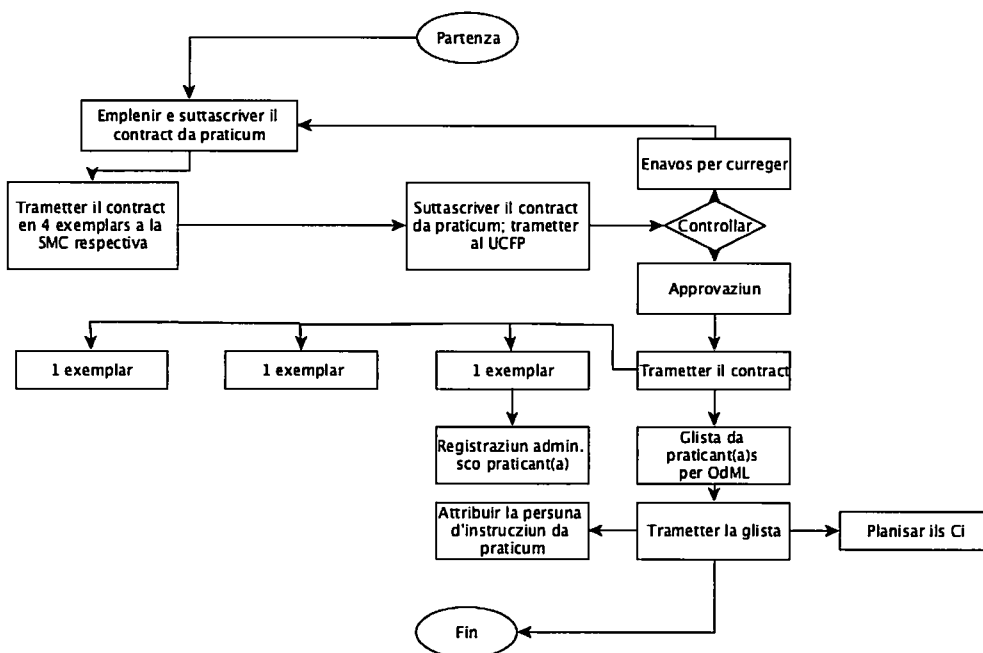 Partenza
Emplenir e suttascriver il
contract da praticum
Enavos per curreger
Trametter il contract
en 4 exemplars a la
SMC respectiva
Suttascriver il contract
da praticum; trametter
al UCFP
Controllar
Approvaziun
1 exemplar
1 exemplar
1 exemplar
Trametter il contract
Registraziun admin.
sco praticant(a)
Glista da
praticant(a)s
per OdML
Attribuir la persuna
d'instrucziun da
praticum
Trametter la glista
Planisar ils Ci
Fin